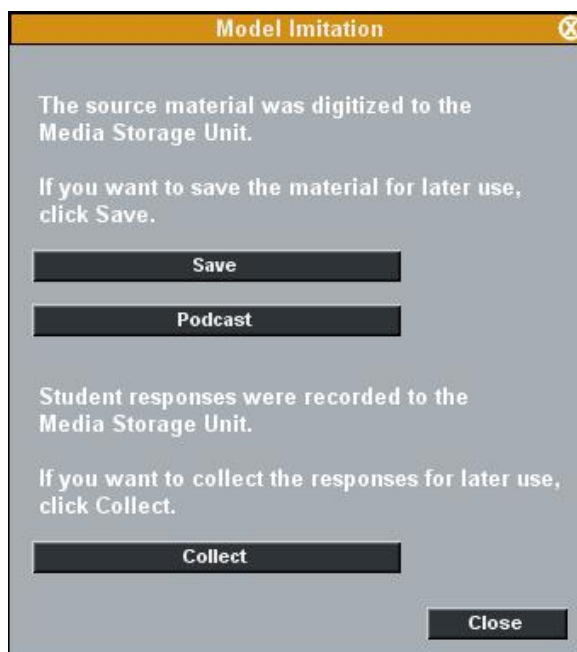 Model Imitation
The source material was digitized to the
Media Storage Unit.
If you want to save the material for later use,
click Save.
Save
Podcast
Student responses were recorded to the
Media Storage Unit.
If you want to collect the responses for later use,
click Collect.
Collect
Close